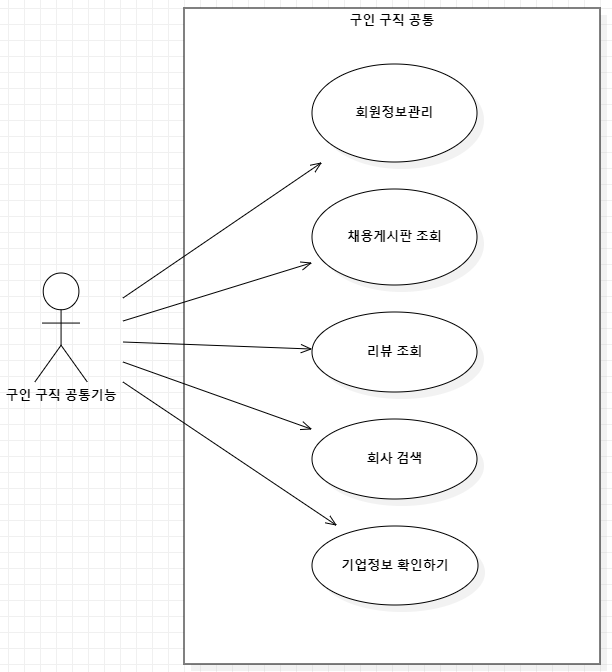 구인 구직 공통
회원정보관리
채용게시판 조회
리뷰 조회
구인 구직 공통기능
회사 검색
기업정보 확인하기